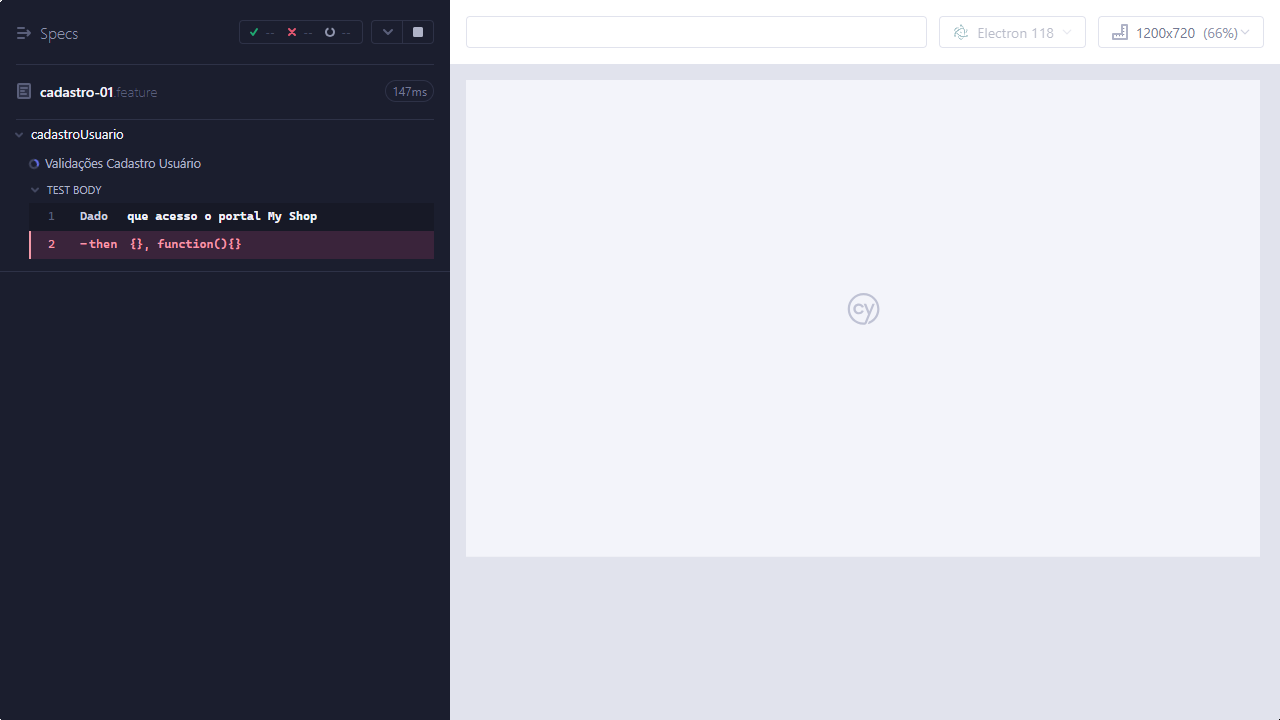 Specs
-- -- --
cadastro-01.feature
147ms
cadastroUsuario
Validações Cadastro Usuário
TEST BODY
1 Dado que acesso o portal My Shop
2 -then {}, function(){}
Electron 118
1200x720 (66%)
cy